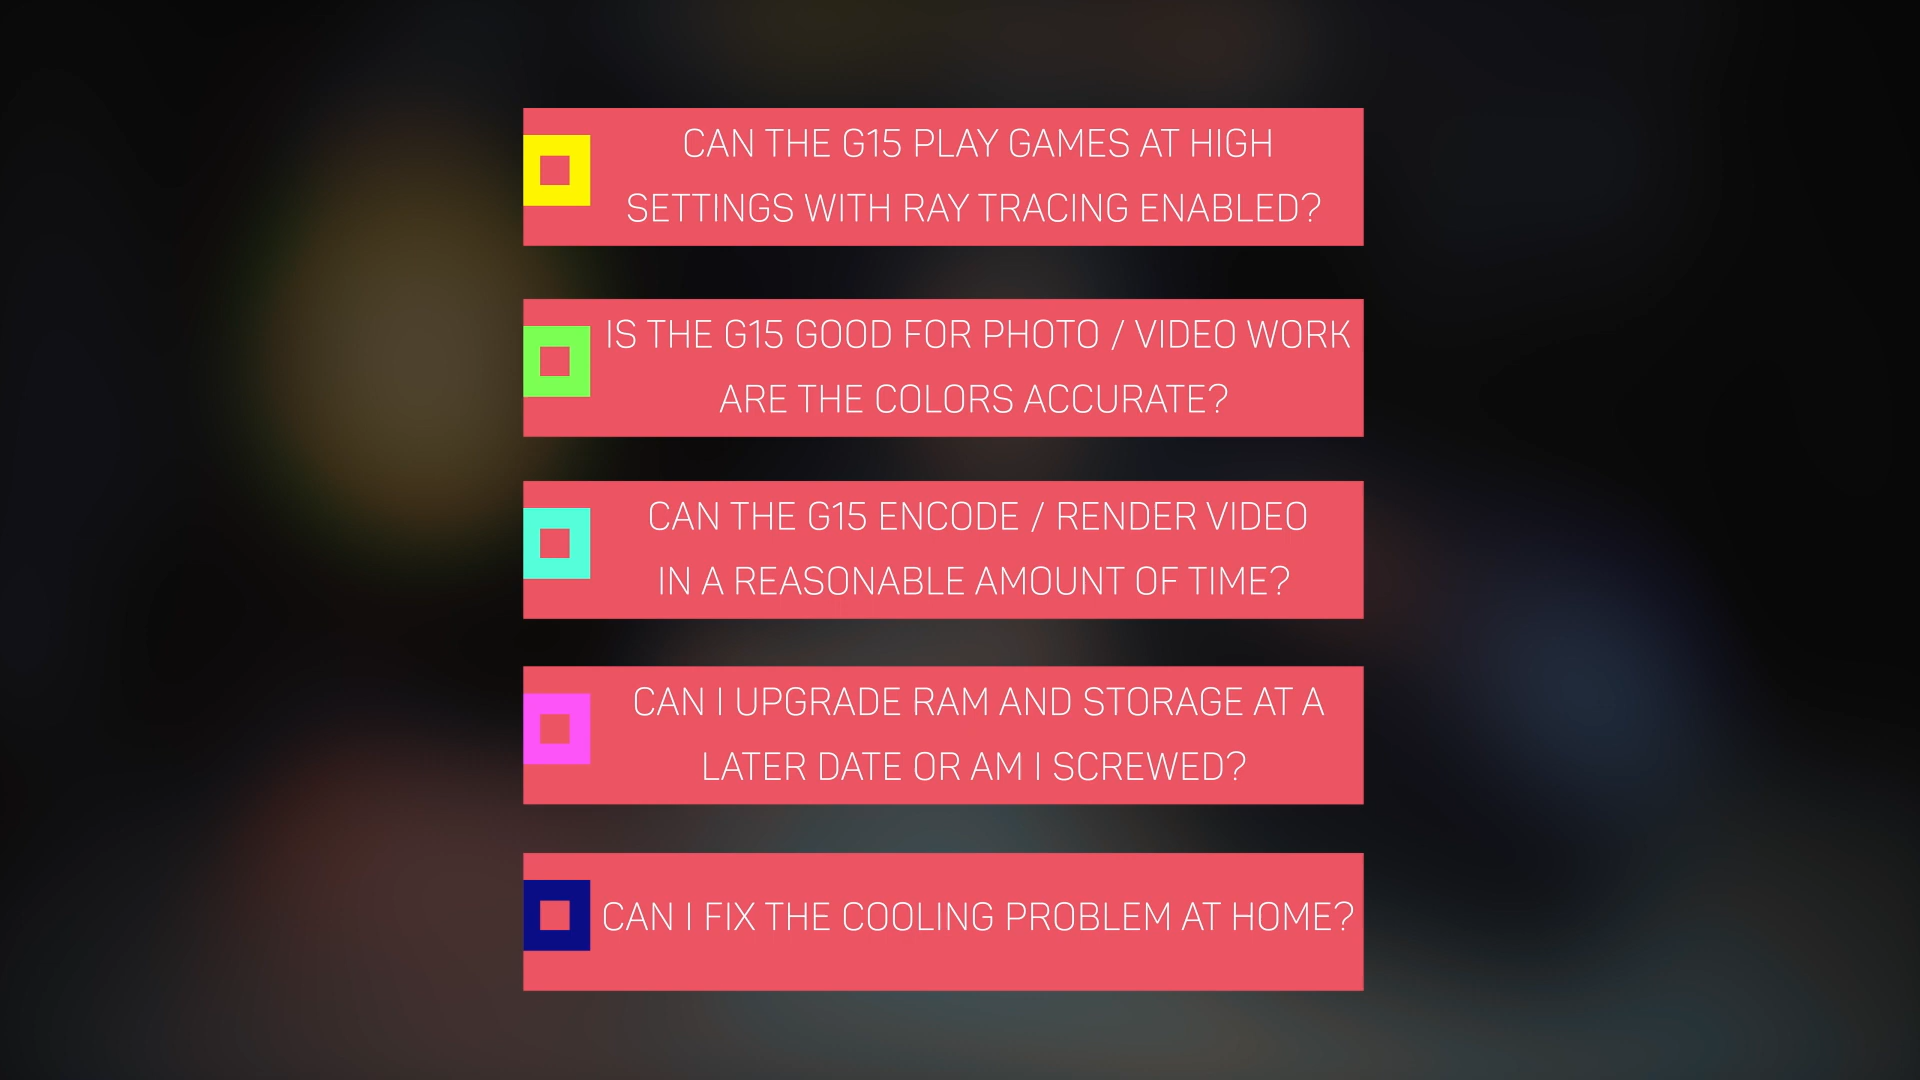 CAN THE G15 PLAY GAMES AT HIGH
SETTINGS WITH RAY TRACING ENABLED?
IS THE G15 GOOD FOR PHOTO / VIDEO WORK
ARE THE COLORS ACCURATE?
CAN THE G15 ENCODE / RENDER VIDEO
IN A REASONABLE AMOUNT OF TIME?
CAN I UPGRADE RAM AND STORAGE AT A
LATER DATE OR AM I SCREWED?
CAN I FIX THE COOLING PROBLEM AT HOME?